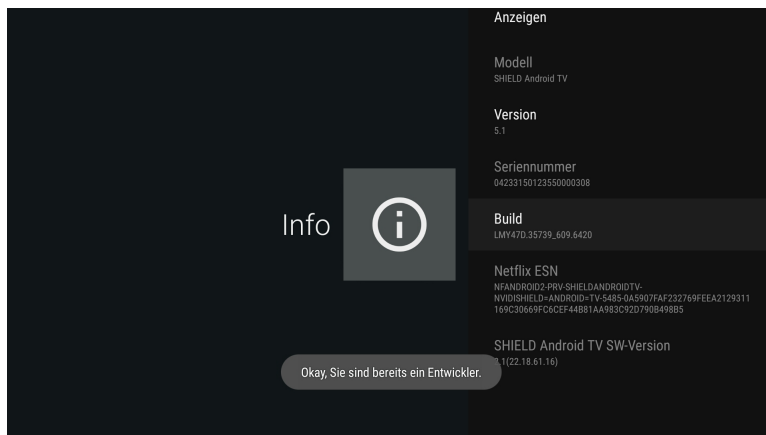 Anzeigen
Modell
SHIELD Android TV
Version
5.1
Seriennummer
04233150123550000308
Info
Build
LMY47D.35739_609.6420
Netflix ESN
NFANDROID2-PRV-SHIELDANDROIDTV-
NVIDISHIELD=ANDROID=TV-5485-0A5907FAF232769FEEA2129311
169C30669FC6CEF44B81AA983C92D790B498B5
SHIELD Android TV SW-Version
.1(22.18.61.16)
Okay, Sie sind bereits ein Entwickler.